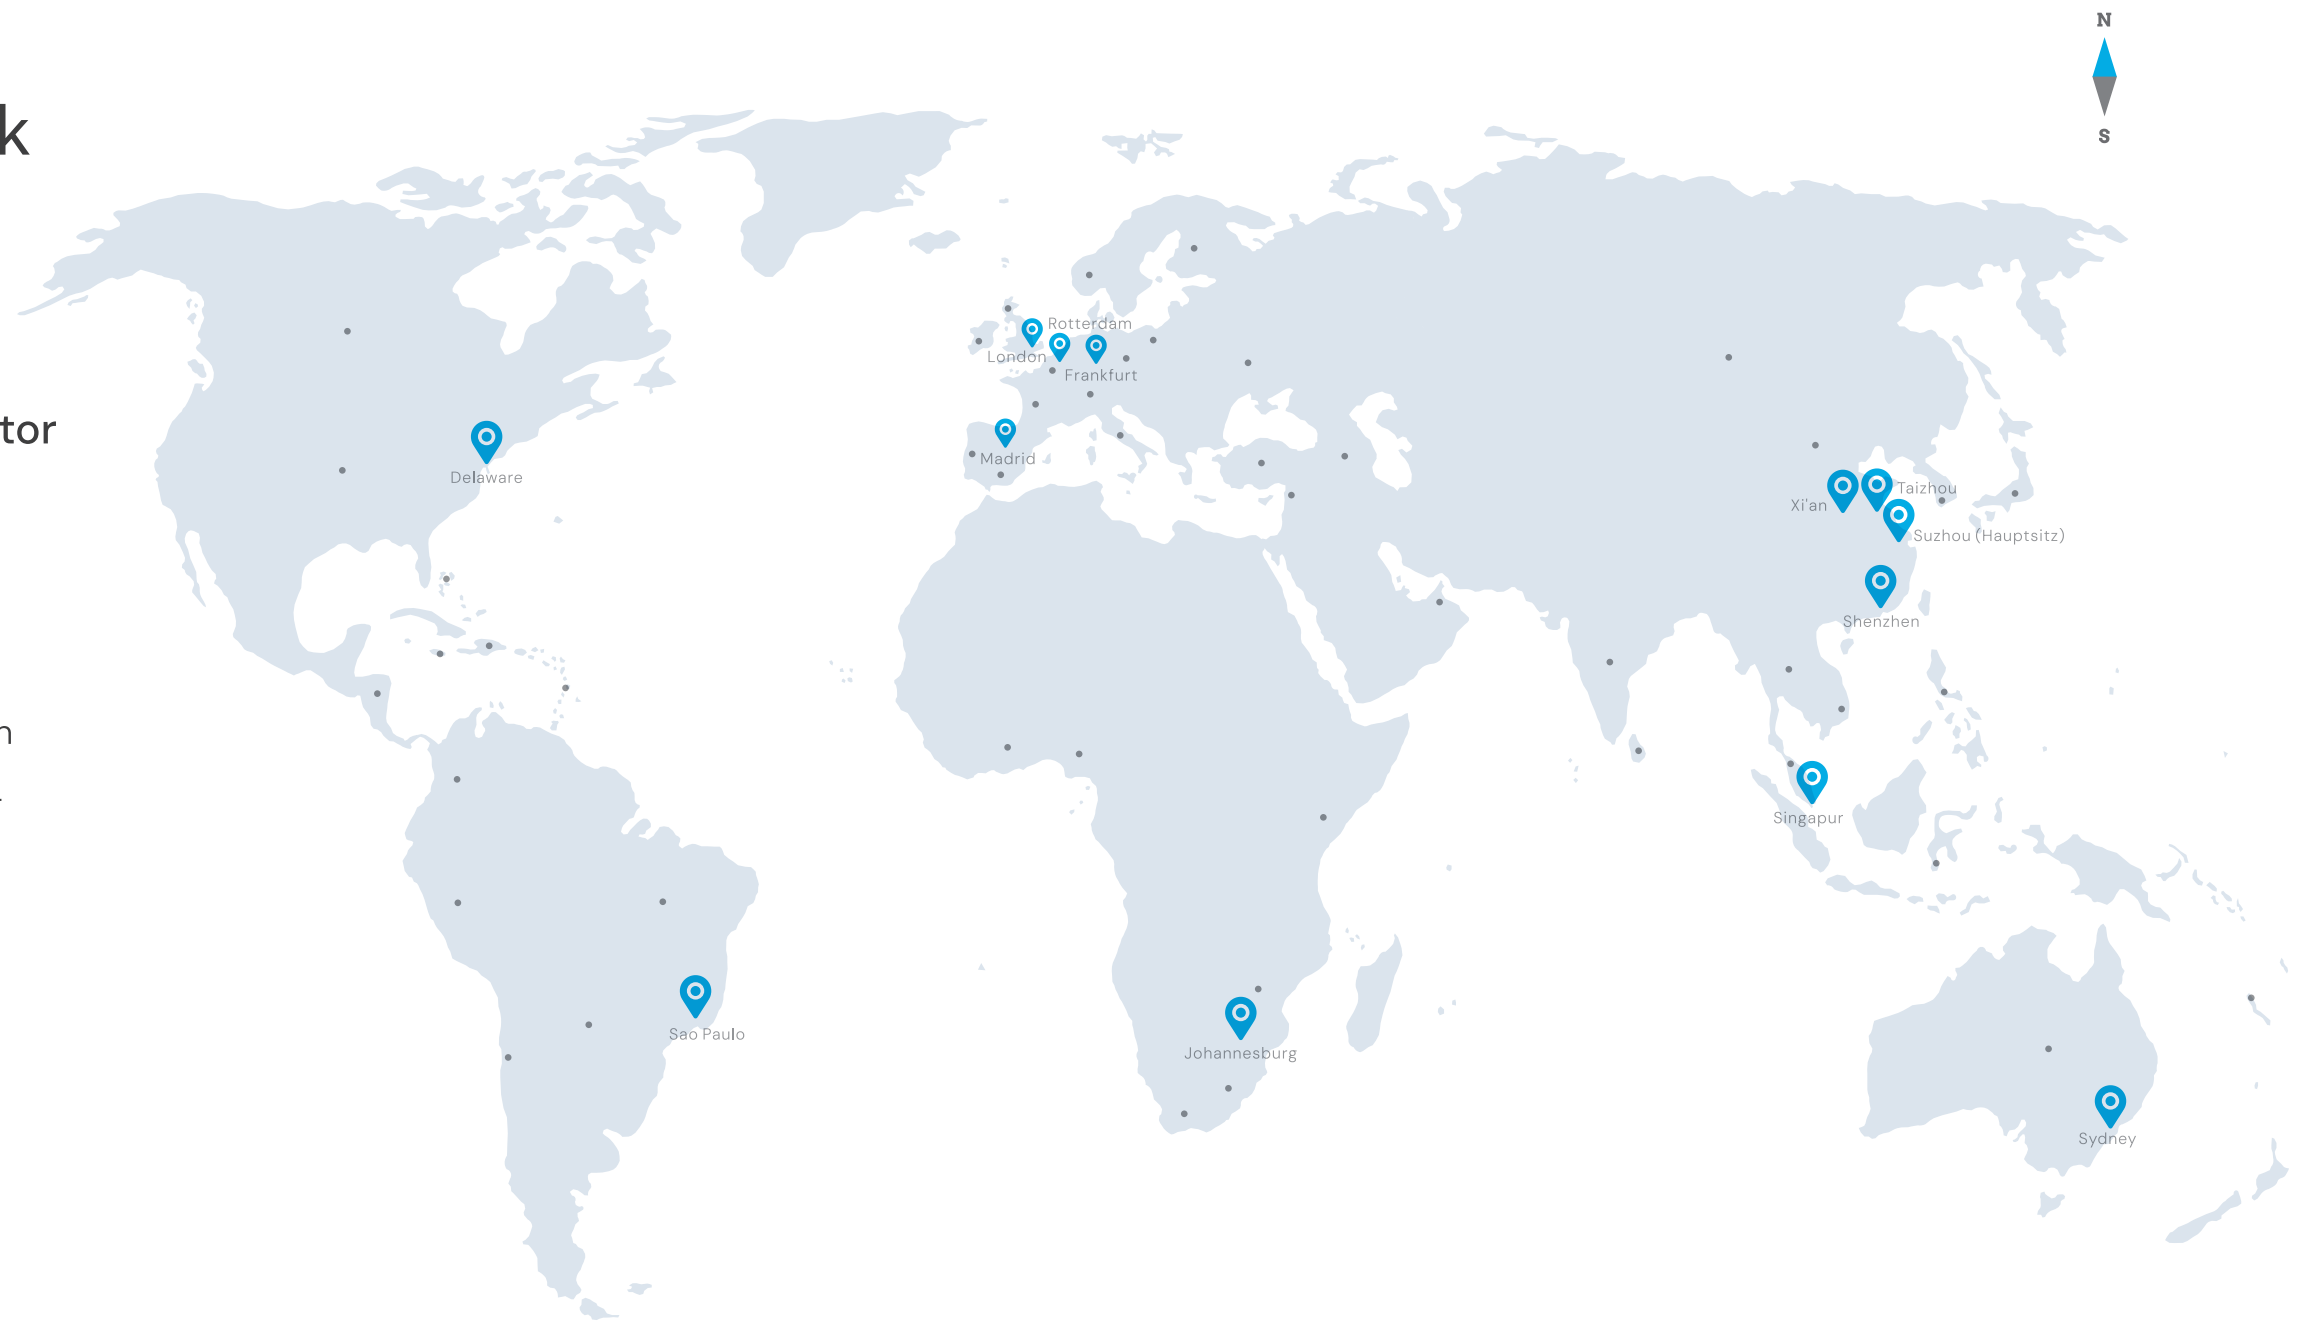 N
S
k
tor
n
Rotterdam
London
Frankfurt
Madrid
Delaware
Xi'an
Taizhou
Suzhou (Hauptsitz)
Shenzhen
Singapur
Sao Paulo
Johannesburg
Sydney